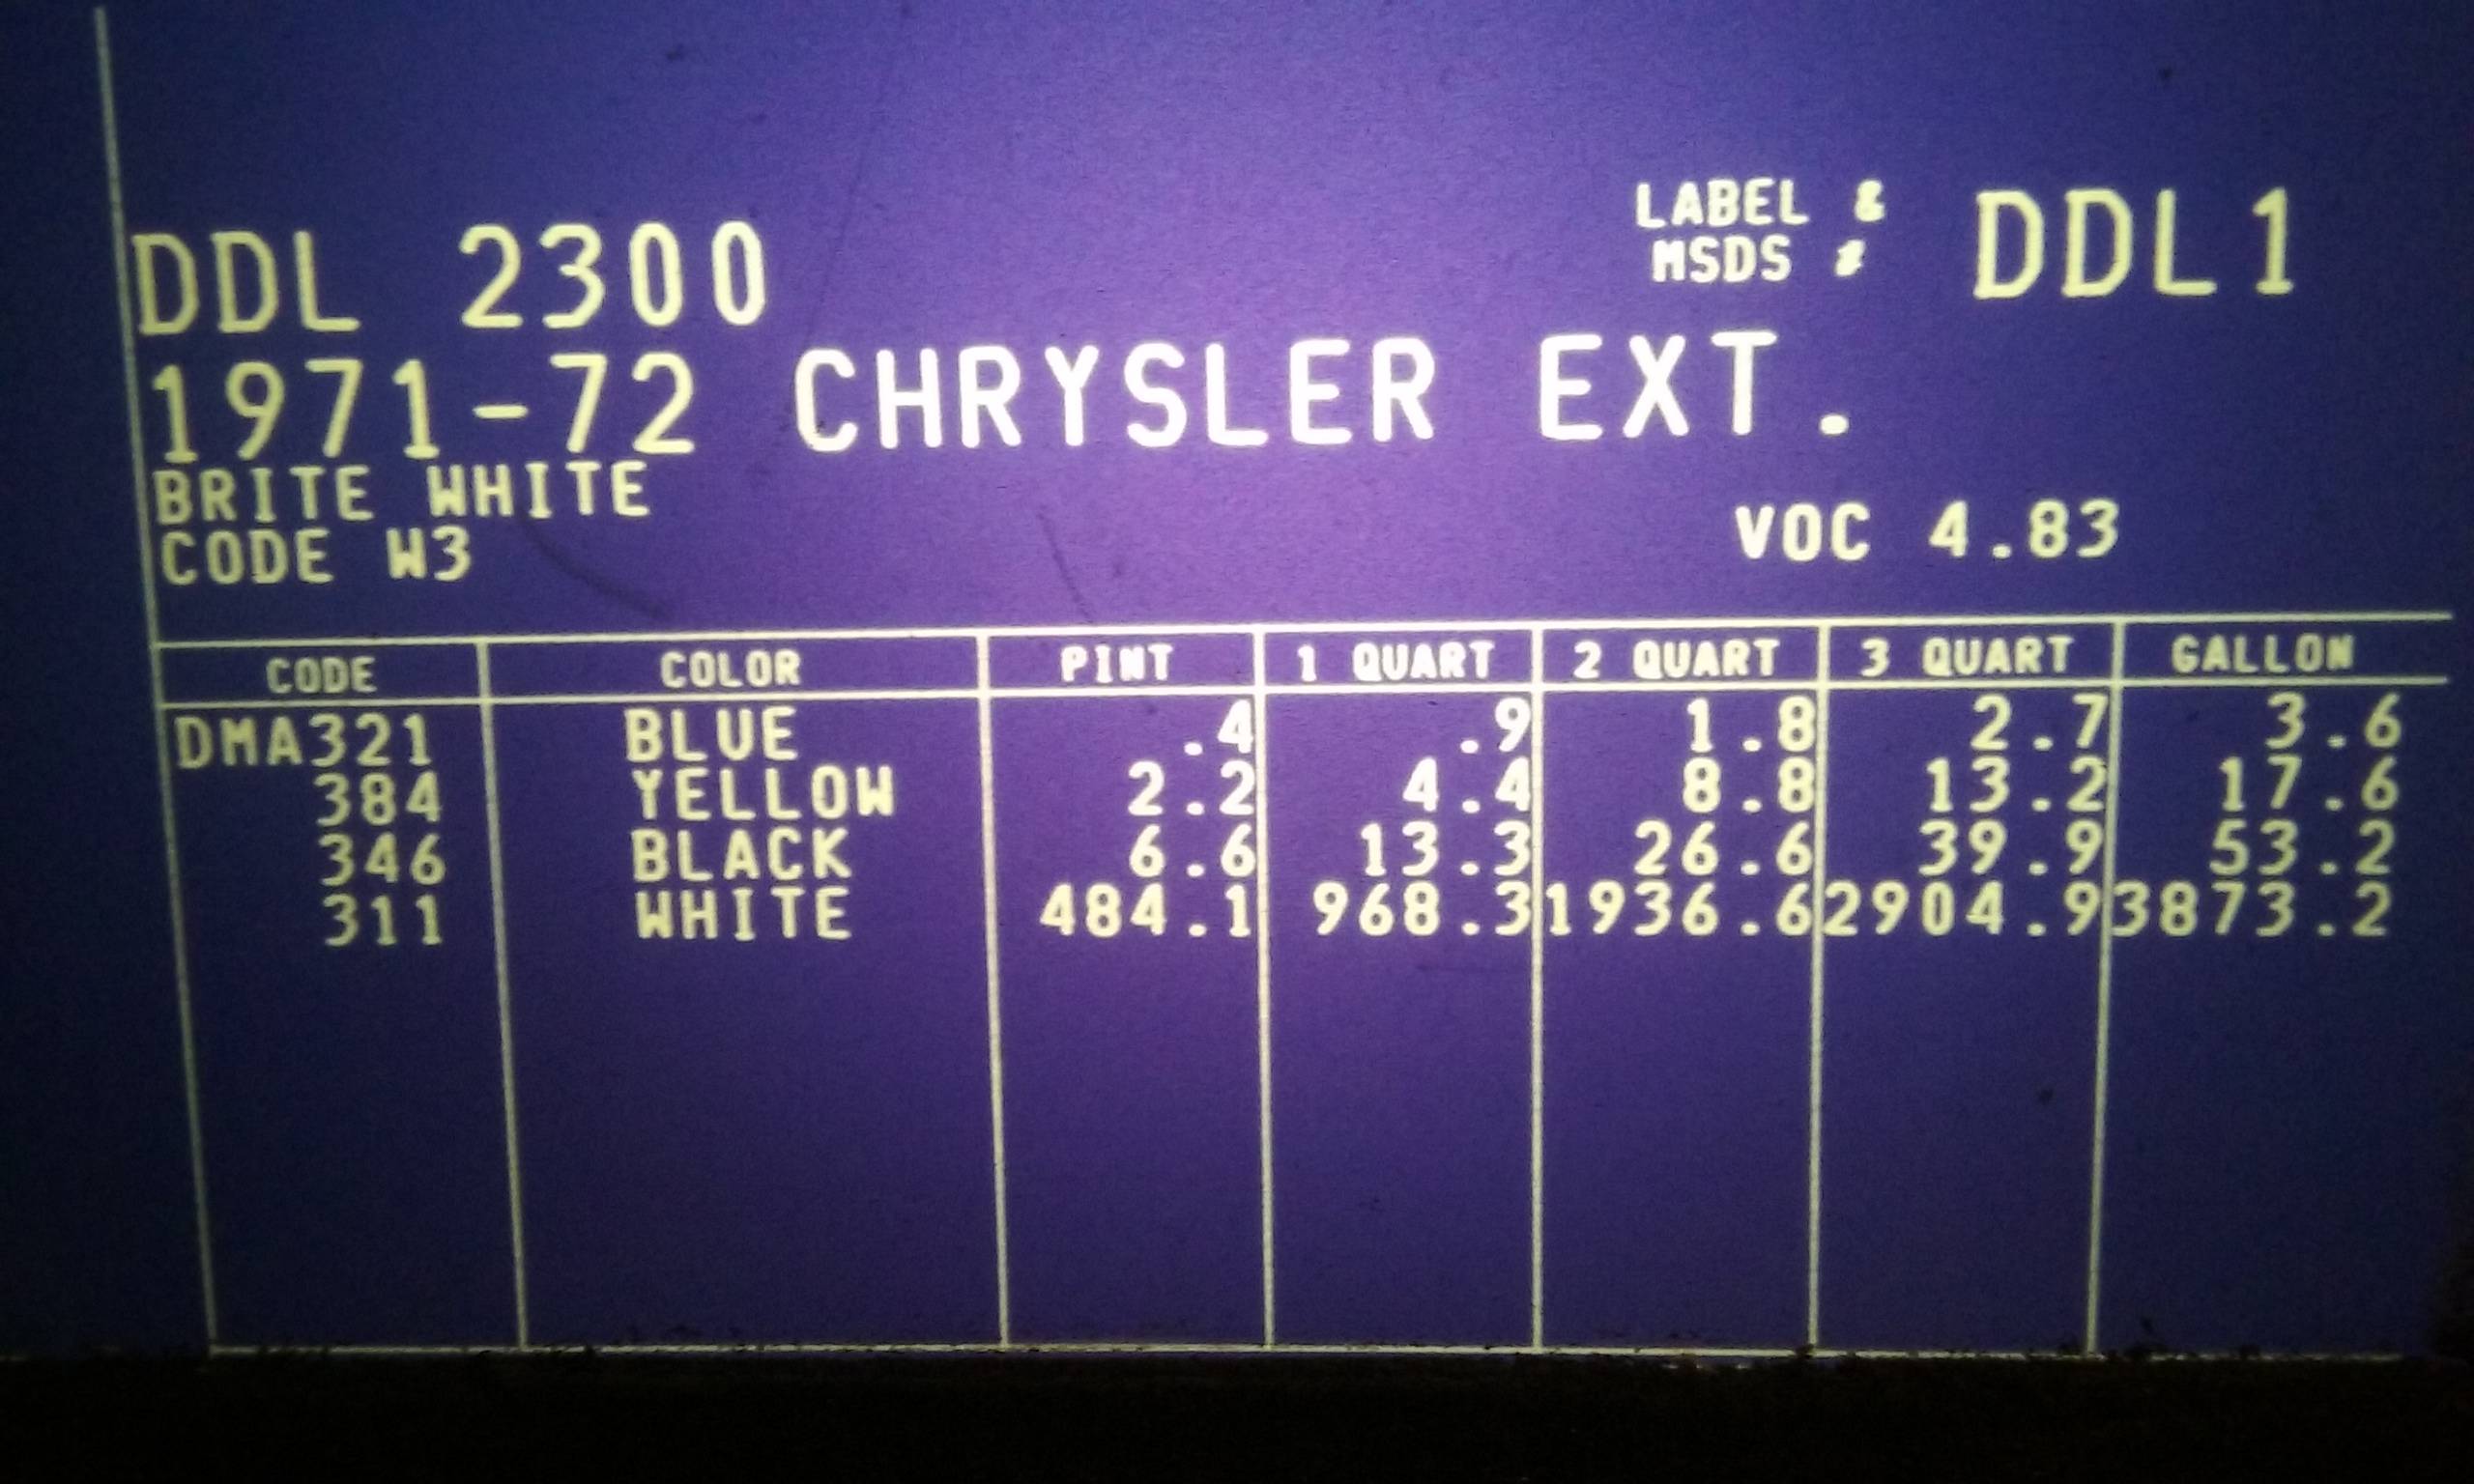 LABEL &
MSDS # DDL1
DDL 2300
1971-72 CHRYSLER EXT.
BRITE WHITE
CODE W3
VOC 4.83
CODE COLOR PINT 1 QUART 2 QUART 3 QUART GALLON
DMA321 BLUE .4 .9 1.8 2.7 3.6
384 YELLOW 2.2 4.4 8.8 13.2 17.6
346 BLACK 6.6 13.3 26.6 39.9 53.2
311 WHITE 484.1 968.3 1936.6 2904.9 3873.2